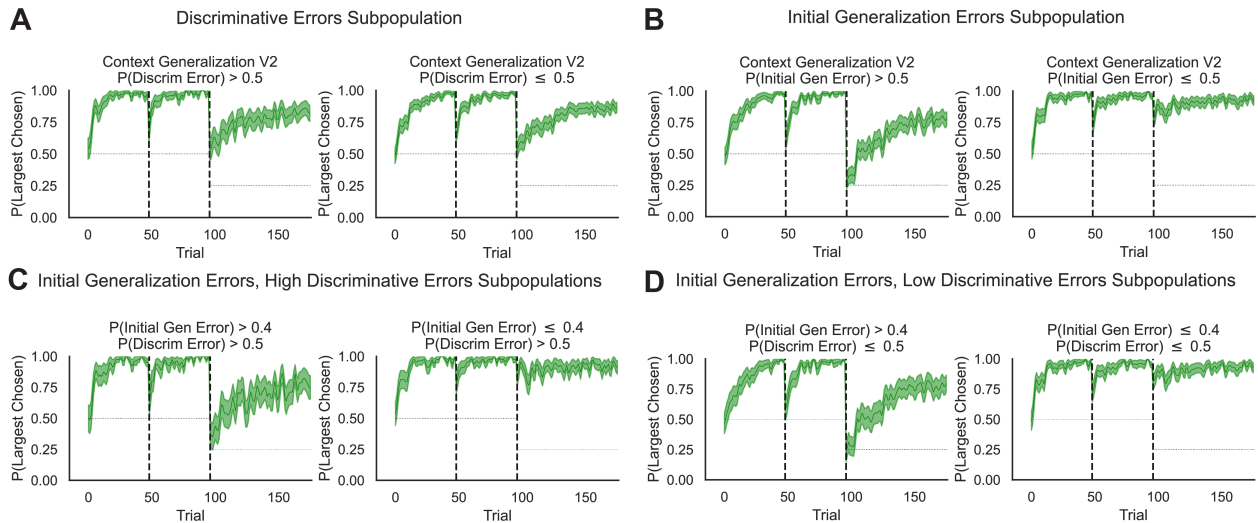 A
Discriminative Errors Subpopulation
Context Generalization V2
P(Discrim Error) > 0.5
P(Largest Chosen)
1.00
0.75
0.50
0.25
0.00
0
50
100
150
Trial
Context Generalization V2
P(Discrim Error) ≤ 0.5
P(Largest Chosen)
1.00
0.75
0.50
0.25
0.00
0
50
100
150
Trial
B
Initial Generalization Errors Subpopulation
Context Generalization V2
P(Initial Gen Error) > 0.5
P(Largest Chosen)
1.00
0.75
0.50
0.25
0.00
0
50
100
150
Trial
Context Generalization V2
P(Initial Gen Error) ≤ 0.5
P(Largest Chosen)
1.00
0.75
0.50
0.25
0.00
0
50
100
150
Trial
C
Initial Generalization Errors, High Discriminative Errors Subpopulations
P(Initial Gen Error) > 0.4
P(Discrim Error) > 0.5
P(Largest Chosen)
1.00
0.75
0.50
0.25
0.00
0
50
100
150
Trial
P(Initial Gen Error) ≤ 0.4
P(Discrim Error) > 0.5
P(Largest Chosen)
1.00
0.75
0.50
0.25
0.00
0
50
100
150
Trial
D
Initial Generalization Errors, Low Discriminative Errors Subpopulations
P(Initial Gen Error) > 0.4
P(Discrim Error) ≤ 0.5
P(Largest Chosen)
1.00
0.75
0.50
0.25
0.00
0
50
100
150
Trial
P(Initial Gen Error) ≤ 0.4
P(Discrim Error) ≤ 0.5
P(Largest Chosen)
1.00
0.75
0.50
0.25
0.00
0
50
100
150
Trial